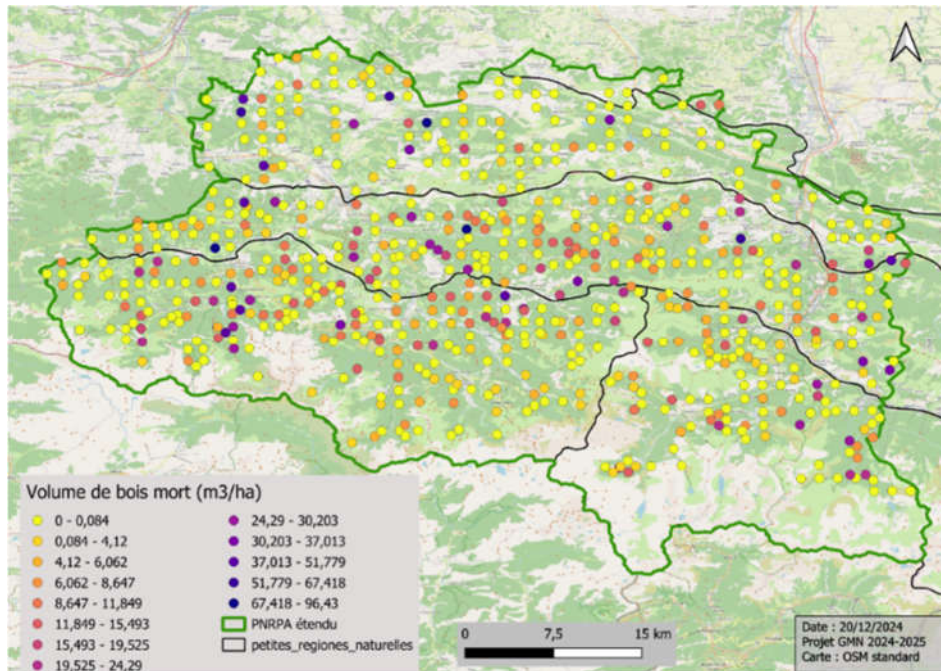 Volume de bois mort (m3/ha)
0 - 0,084
0,084 - 4,12
4,12 - 6,062
6,062 - 8,647
8,647 - 11,849
11,849 - 15,493
15,493 - 19,525
19,525 - 24,29
24,29 - 30,203
30,203 - 37,013
37,013 - 51,779
51,779 - 67,418
67,418 - 96,43
PNRPA étendu
petites_regiones_naturelles
0 7,5 15 km
Date : 20/12/2024
Projet GMN 2024-2025
Carte : OSM standard